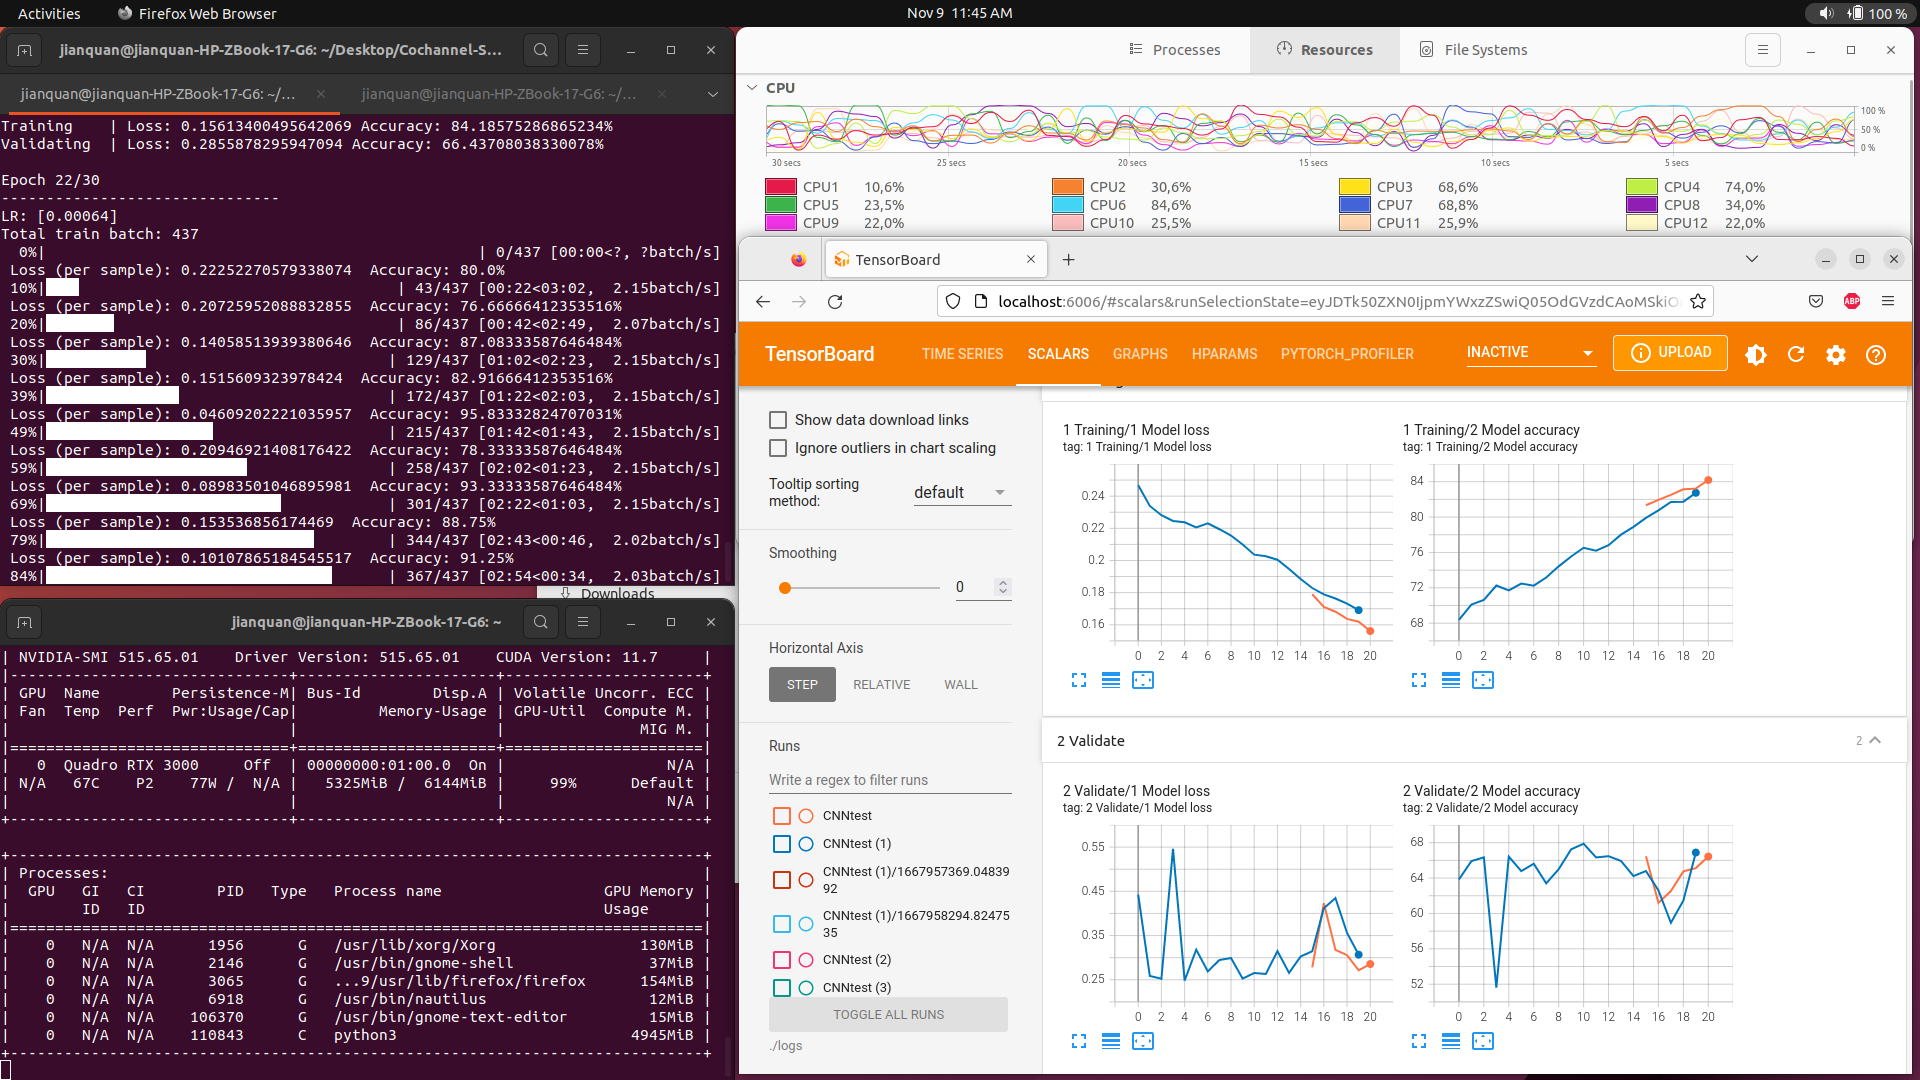 Activities
Firefox Web Browser
Nov 9 11:45 AM
100 %
jianquan@jianquan-HP-ZBook-17-G6: ~/Desktop/Cochannel-S...
jianquan@jianquan-HP-ZBook-17-G6: ~/...
jianquan@jianquan-HP-ZBook-17-G6: ~/...
Training    | Loss: 0.15613400495642069 Accuracy: 84.18575286865234%
Validating  | Loss: 0.2855878295947094 Accuracy: 66.43708038330078%
Epoch 22/30
-------------------------------
LR: [0.00064]
Total train batch: 437
0%| | 0/437 [00:00<?, ?batch/s]
Loss (per sample): 0.22252270579338074  Accuracy: 80.0%
10%| | 43/437 [00:22<03:02,  2.15batch/s]
Loss (per sample): 0.20725952088832855  Accuracy: 76.66666412353516%
20%| | 86/437 [00:42<02:49,  2.07batch/s]
Loss (per sample): 0.14058513939380646  Accuracy: 87.08333587646484%
30%| | 129/437 [01:02<02:23,  2.15batch/s]
Loss (per sample): 0.1515609323978424  Accuracy: 82.91666412353516%
39%| | 172/437 [01:22<02:03,  2.15batch/s]
Loss (per sample): 0.04609202221035957  Accuracy: 95.83332824707031%
49%| | 215/437 [01:42<01:43,  2.15batch/s]
Loss (per sample): 0.20946921408176422  Accuracy: 78.33333587646484%
59%| | 258/437 [02:02<01:23,  2.15batch/s]
Loss (per sample): 0.08983501046895981  Accuracy: 93.33333587646484%
69%| | 301/437 [02:22<01:03,  2.15batch/s]
Loss (per sample): 0.153536856174469  Accuracy: 88.75%
79%| | 344/437 [02:43<00:46,  2.02batch/s]
Loss (per sample): 0.10107865184545517  Accuracy: 91.25%
84%| | 367/437 [02:54<00:34,  2.03batch/s]
Downloads
jianquan@jianquan-HP-ZBook-17-G6: ~
| NVIDIA-SMI 515.65.01    Driver Version: 515.65.01    CUDA Version: 11.7     |
|-------------------------------+----------------------+----------------------+
| GPU  Name        Persistence-M| Bus-Id        Disp.A | Volatile Uncorr. ECC |
| Fan  Temp  Perf  Pwr:Usage/Cap|         Memory-Usage | GPU-Util  Compute M. |
|                               |                      |               MIG M. |
|===============================+======================+======================|
|   0  Quadro RTX 3000     Off  | 00000000:01:00.0  On |                  N/A |
| N/A   67C    P2    77W /  N/A |   5325MiB /  6144MiB |     99%      Default |
|                               |                      |                  N/A |
+-------------------------------+----------------------+----------------------+
+-----------------------------------------------------------------------------+
| Processes:                                                                  |
|  GPU   GI   CI        PID   Type   Process name                  GPU Memory |
|        ID   ID                                                   Usage      |
|=============================================================================|
|    0   N/A  N/A      1956      G   /usr/lib/xorg/Xorg                130MiB |
|    0   N/A  N/A      2146      G   /usr/bin/gnome-shell               37MiB |
|    0   N/A  N/A      3065      G   ...9/usr/lib/firefox/firefox      154MiB |
|    0   N/A  N/A      6918      G   /usr/bin/nautilus                  12MiB |
|    0   N/A  N/A    106370      G   /usr/bin/gnome-text-editor         15MiB |
|    0   N/A  N/A    110843      C   python3                          4945MiB |
+-----------------------------------------------------------------------------+
Processes
Resources
File Systems
CPU
100 %
50 %
0 %
30 secs 25 secs 20 secs 15 secs 10 secs 5 secs
CPU1 10,6% CPU2 30,6% CPU3 68,6% CPU4 74,0%
CPU5 23,5% CPU6 84,6% CPU7 68,8% CPU8 34,0%
CPU9 22,0% CPU10 25,5% CPU11 25,9% CPU12 22,0%
TensorBoard
localhost:6006/#scalars&runSelectionState=eyJDTk50ZXN0IjpmYWxzZSwiQ05OdGVzdCAoMSkiO
ABP
TensorBoard
TIME SERIES
SCALARS
GRAPHS
HPARAMS
PYTORCH_PROFILER
INACTIVE
UPLOAD
Show data download links
Ignore outliers in chart scaling
Tooltip sorting
method:
default
Smoothing
0
Horizontal Axis
STEP
RELATIVE
WALL
Runs
Write a regex to filter runs
CNNtest
CNNtest (1)
CNNtest (1)/1667957369.04839
92
CNNtest (1)/1667958294.82475
35
CNNtest (2)
CNNtest (3)
TOGGLE ALL RUNS
./logs
1 Training/1 Model loss
tag: 1 Training/1 Model loss
0.24
0.22
0.2
0.18
0.16
0 2 4 6 8 10 12 14 16 18 20
1 Training/2 Model accuracy
tag: 1 Training/2 Model accuracy
84
80
76
72
68
0 2 4 6 8 10 12 14 16 18 20
2 Validate
2
2 Validate/1 Model loss
tag: 2 Validate/1 Model loss
0.55
0.45
0.35
0.25
0 2 4 6 8 10 12 14 16 18 20
2 Validate/2 Model accuracy
tag: 2 Validate/2 Model accuracy
68
64
60
56
52
0 2 4 6 8 10 12 14 16 18 20